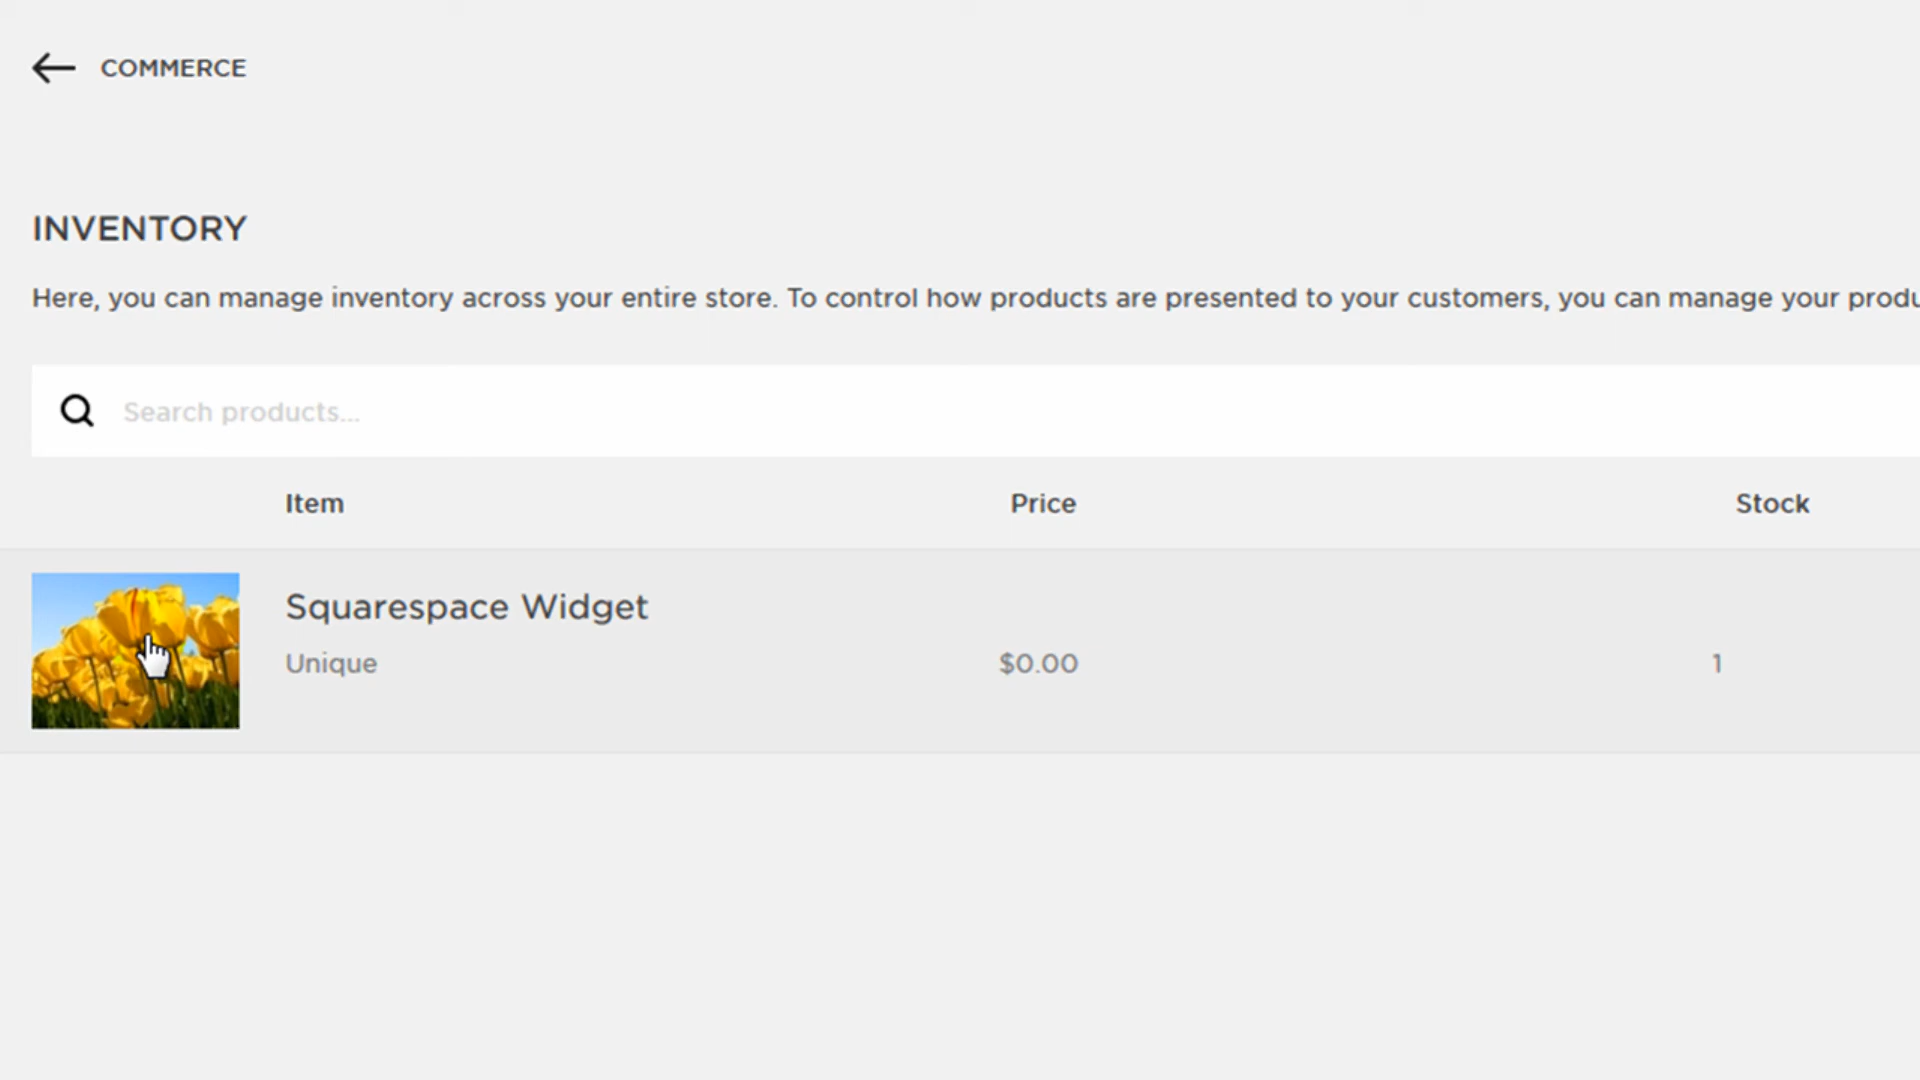 COMMERCE
INVENTORY
Here, you can manage inventory across your entire store. To control how products are presented to your customers, you can manage your produ
Search products...
Item Price Stock
Squarespace Widget
Unique $0.00 1